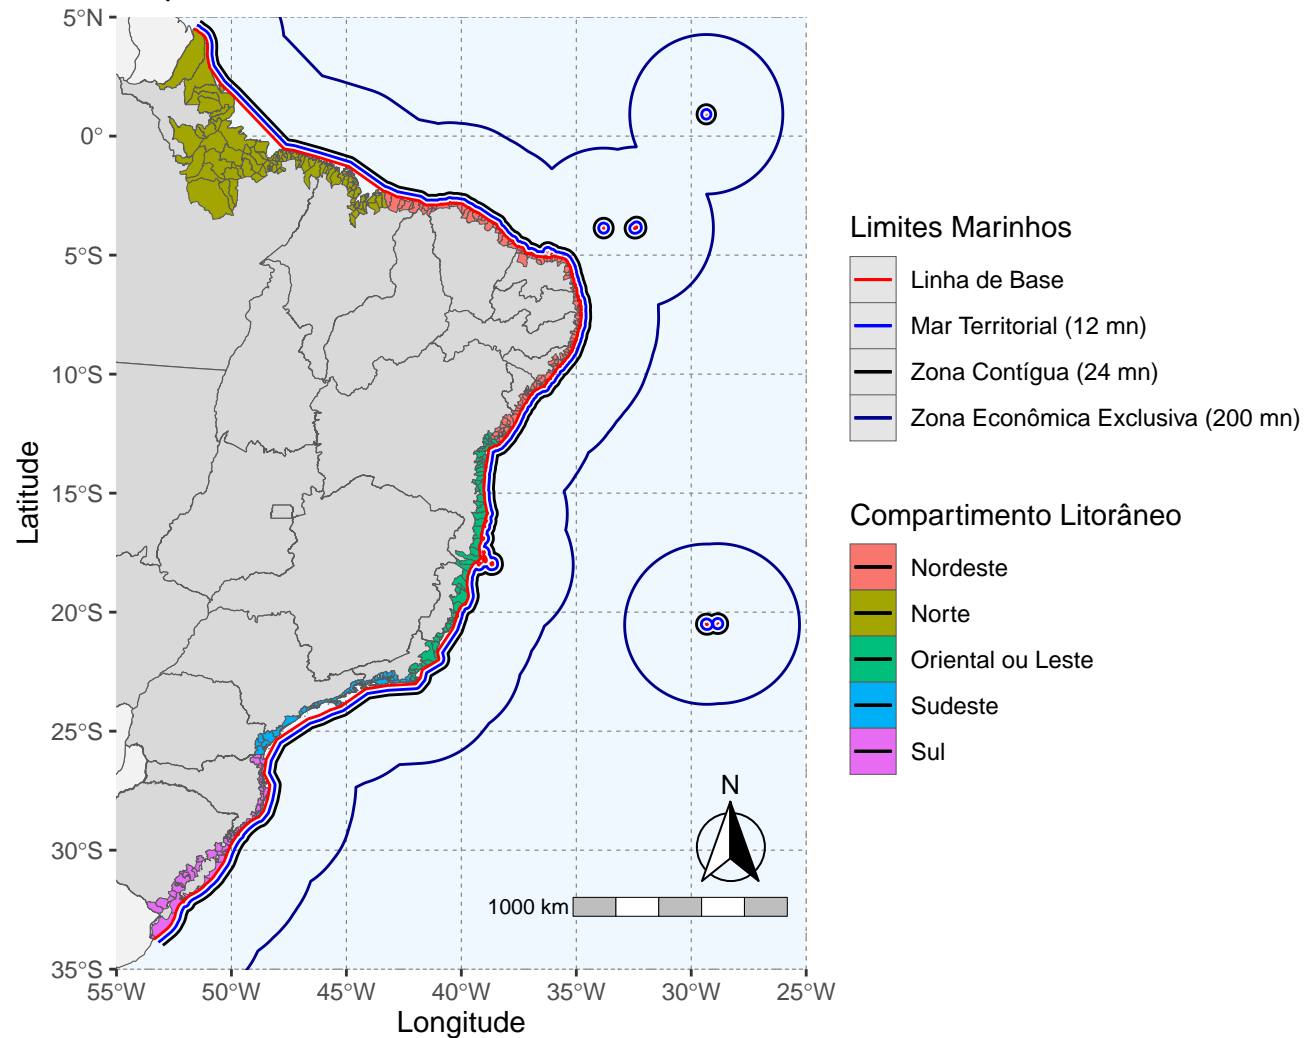 5°N
0°
5°S
10°S
15°S
20°S
25°S
30°S
35°S
Latitude
55°W
50°W
45°W
40°W
35°W
30°W
25°W
Longitude
N
1000 km
Limites Marinhos
Linha de Base
Mar Territorial (12 mn)
Zona Contígua (24 mn)
Zona Econômica Exclusiva (200 mn)
Compartimento Litorâneo
Nordeste
Norte
Oriental ou Leste
Sudeste
Sul